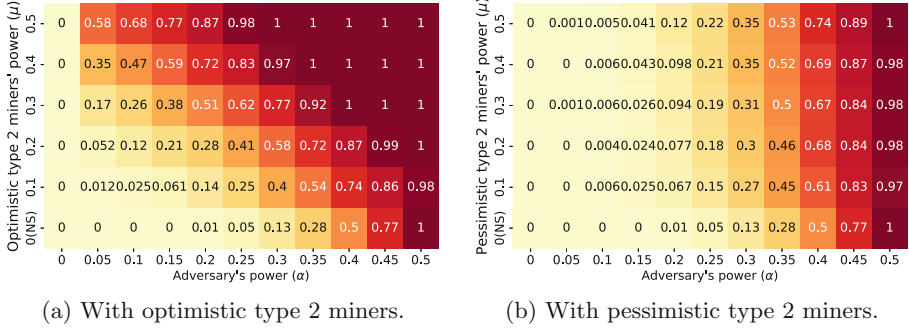 Optimistic type 2 miners' power (μ)
0.5 0 0.58 0.68 0.77 0.87 0.98 1 1 1 1 1
0.4 0 0.35 0.47 0.59 0.72 0.83 0.97 1 1 1 1
0.3 0 0.17 0.26 0.38 0.51 0.62 0.77 0.92 1 1 1
0.2 0 0.052 0.12 0.21 0.28 0.41 0.58 0.72 0.87 0.99 1
0.1 0 0.012 0.025 0.061 0.14 0.25 0.4 0.54 0.74 0.86 0.98
0(NS) 0 0 0 0 0.01 0.05 0.13 0.28 0.5 0.77 1
0 0.05 0.1 0.15 0.2 0.25 0.3 0.35 0.4 0.45 0.5
Adversary's power (α)
(a) With optimistic type 2 miners.
Pessimistic type 2 miners' power (μ)
0.5 0 0.001 0.005 0.041 0.12 0.22 0.35 0.53 0.74 0.89 1
0.4 0 0 0.006 0.043 0.098 0.21 0.35 0.52 0.69 0.87 0.98
0.3 0 0.001 0.006 0.026 0.094 0.19 0.31 0.5 0.67 0.84 0.98
0.2 0 0 0.004 0.024 0.077 0.18 0.3 0.46 0.68 0.84 0.98
0.1 0 0 0.006 0.025 0.067 0.15 0.27 0.45 0.61 0.83 0.97
0(NS) 0 0 0 0 0.01 0.05 0.13 0.28 0.5 0.77 1
0 0.05 0.1 0.15 0.2 0.25 0.3 0.35 0.4 0.45 0.5
Adversary's power (α)
(b) With pessimistic type 2 miners.